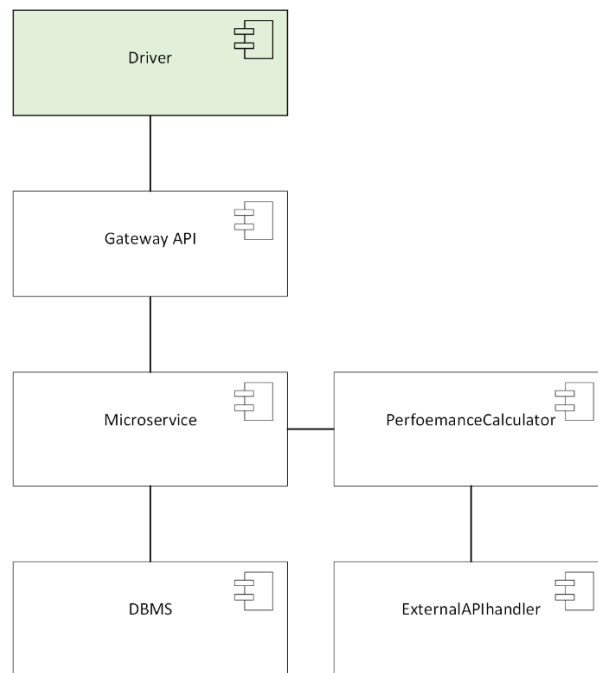 Driver
Gateway API
Microservice
PerfoemanceCalculator
DBMS
ExternalAPIhandler